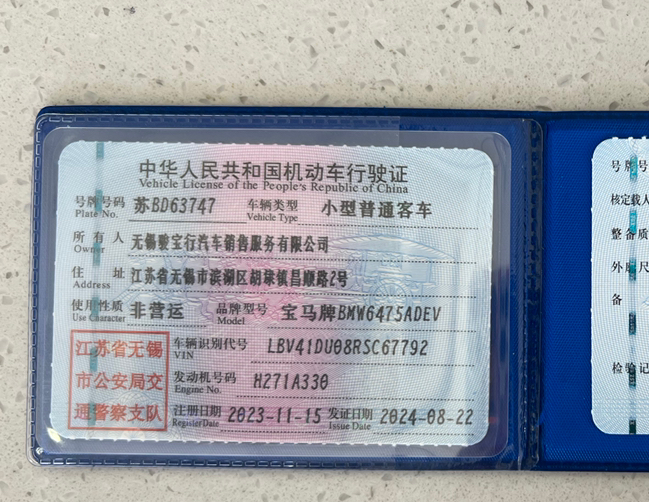 中华人民共和国机动车行驶证
Vehicle License of the People's Republic of China
号牌号码 苏BD63747 车辆类型 小型普通客车
Plate No. Vehicle Type
所有人 无锡骏宝行汽车销售服务有限公司
Owner
住址 江苏省无锡市滨湖区胡埭镇昌顺路2号
Address
使用性质 非营运 品牌型号 宝马牌BMW6475ADEV
Use Character Model
江苏省无锡
市公安局交
通警察支队
车辆识别代号 LBV41DU08RSC67792
VIN
发动机号码 H271A330
Engine No.
注册日期 2023-11-15 发证日期 2024-08-22
Register Date Issue Date
号牌号
核定载人
整备质
外廓尺
备
检验记